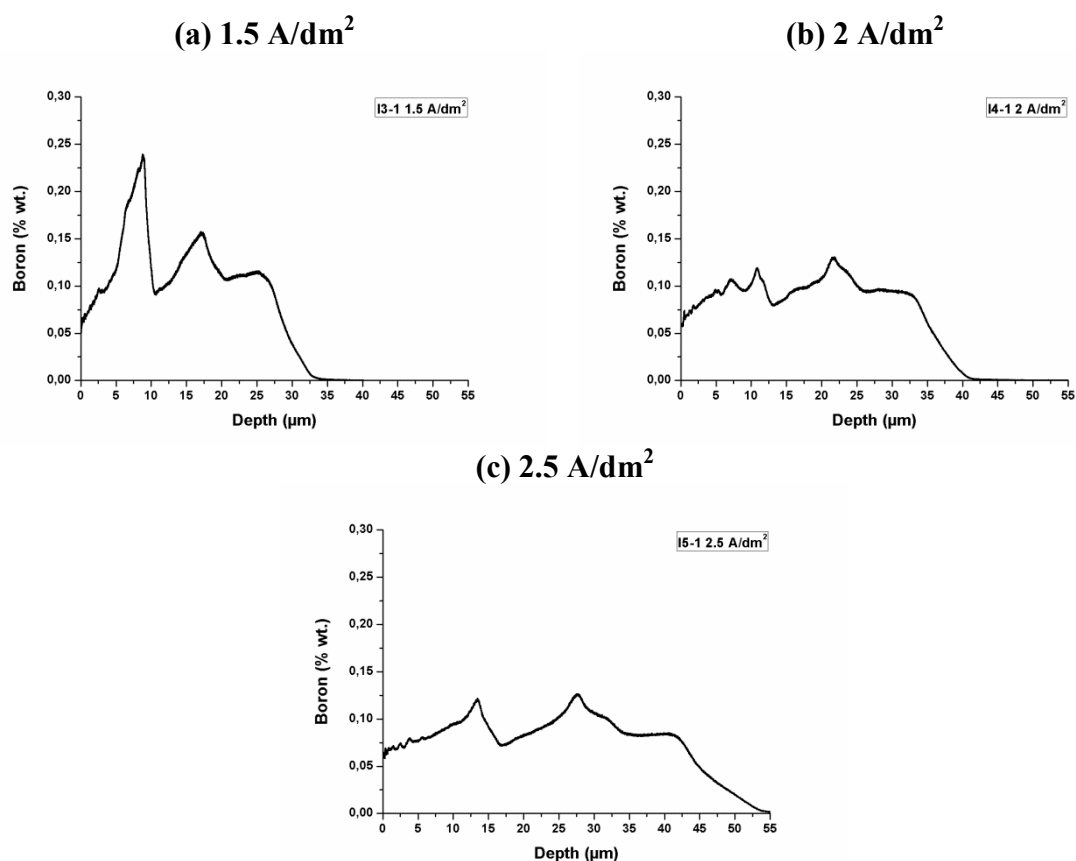 (a) 1.5 A/dm²
(b) 2 A/dm²
I3-1 1.5 A/dm²
0,30
0,25
0,20
0,15
0,10
0,05
0,00
Boron (% wt.)
0 5 10 15 20 25 30 35 40 45 50 55
Depth (µm)
I4-1 2 A/dm²
0,30
0,25
0,20
0,15
0,10
0,05
0,00
Boron (% wt.)
0 5 10 15 20 25 30 35 40 45 50 55
Depth (µm)
(c) 2.5 A/dm²
I5-1 2.5 A/dm²
0,30
0,25
0,20
0,15
0,10
0,05
0,00
Boron (% wt.)
0 5 10 15 20 25 30 35 40 45 50 55
Depth (µm)